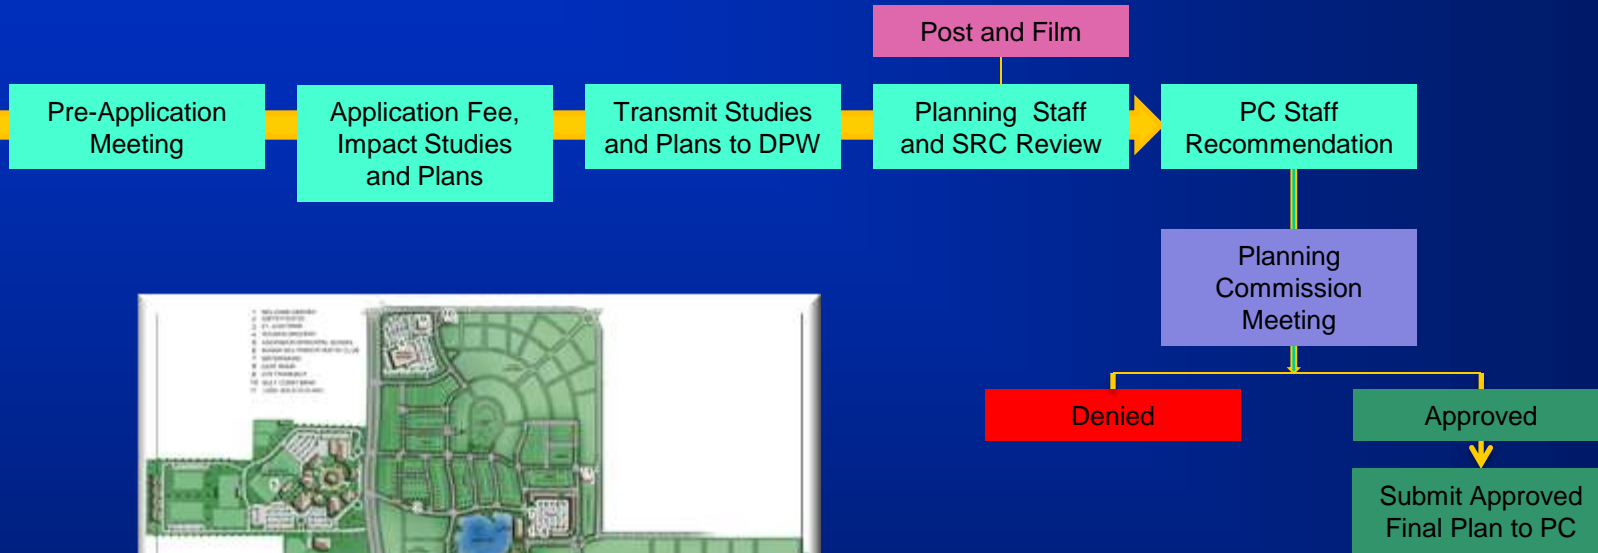 Post and Film
Pre-Application
Meeting
Application Fee,
Impact Studies
and Plans
Transmit Studies
and Plans to DPW
Planning Staff
and SRC Review
PC Staff
Recommendation
Planning
Commission
Meeting
Denied
Approved
Submit Approved
Final Plan to PC